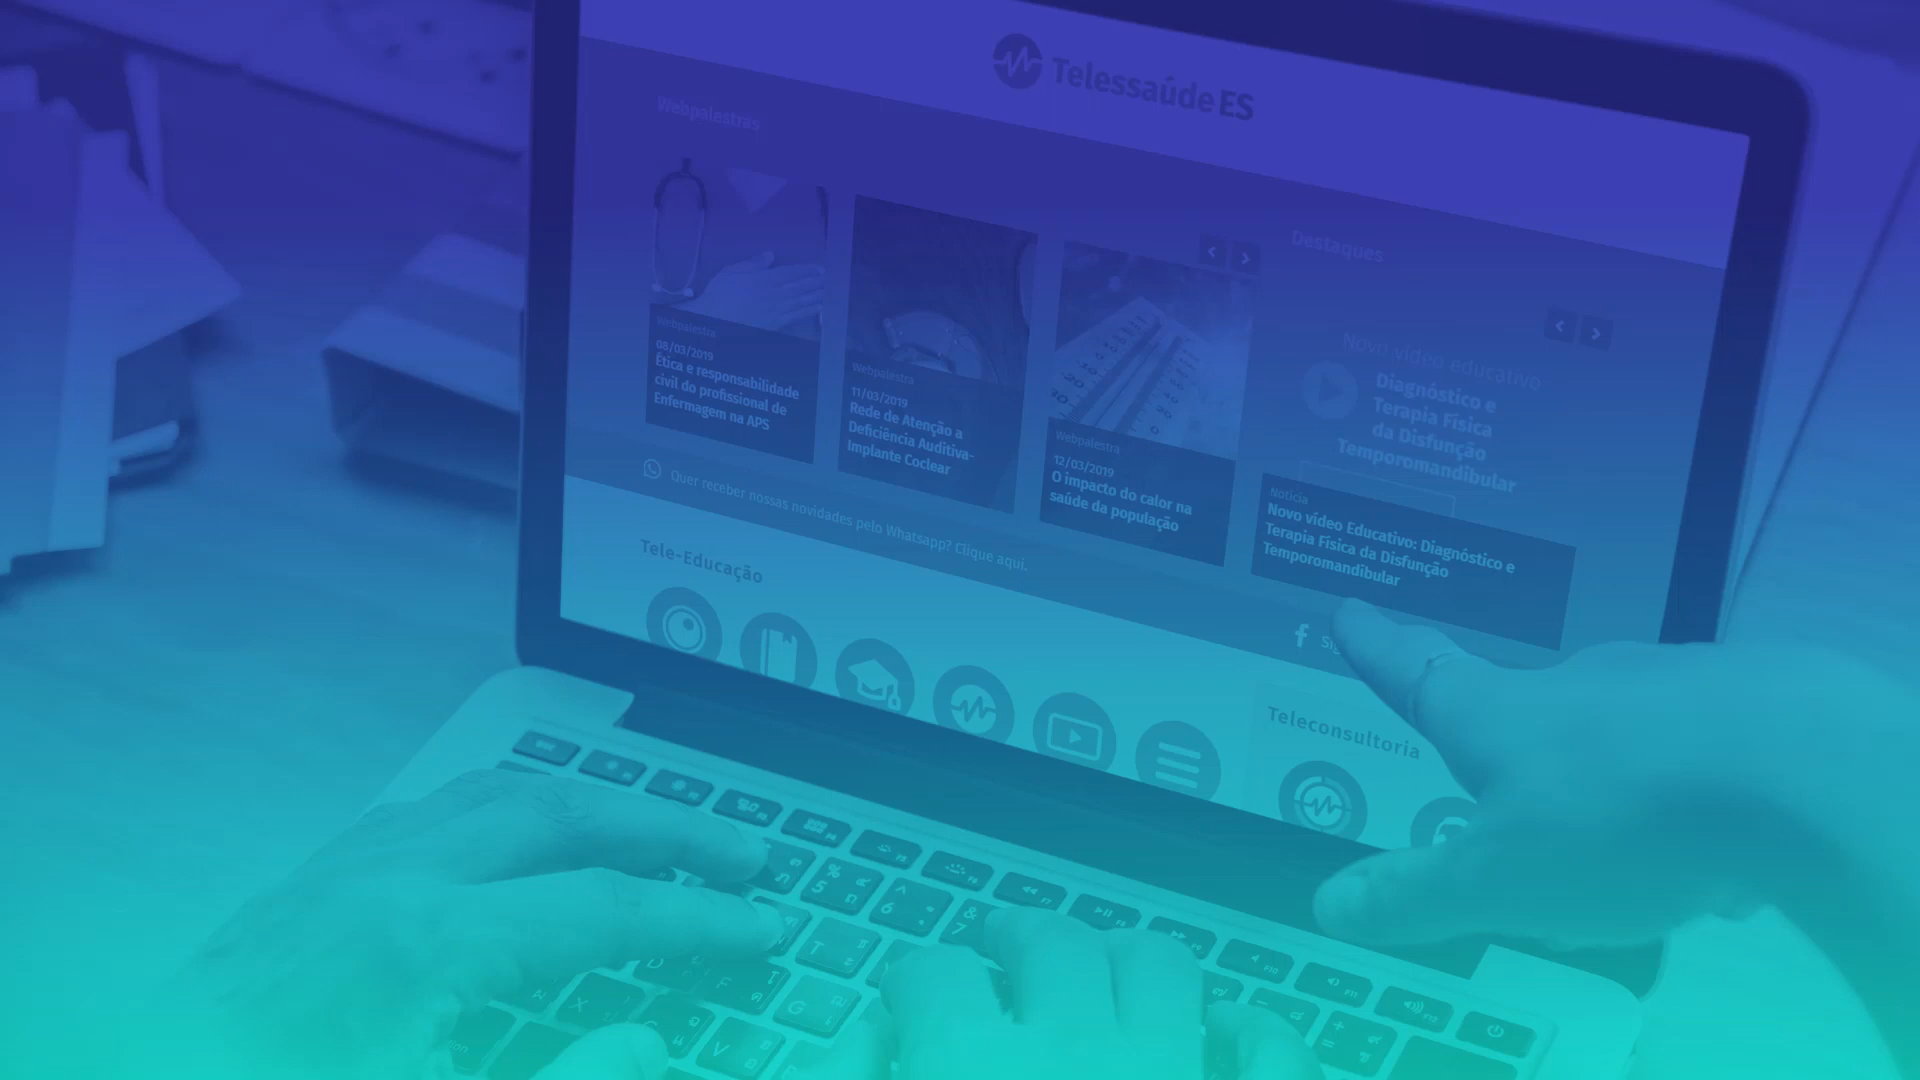 Telessaúde ES
Webpalestras
Destaques
Webpalestra
08/03/2019
Ética e responsabilidade
civil do profissional de
Enfermagem na APS
Webpalestra
11/03/2019
Rede de Atenção a
Deficiência Auditiva-
Implante Coclear
Webpalestra
12/03/2019
O impacto do calor na
saúde da população
Novo vídeo educativo
Diagnóstico e
Terapia Física
da Disfunção
Temporomandibular
Notícia
Novo vídeo Educativo: Diagnóstico e
Terapia Física da Disfunção
Temporomandibular
Quer receber nossas novidades pelo Whatsapp? Clique aqui.
Tele-Educação
Teleconsultoria
% 5
^ 6
& 7
T
D F G
X C V